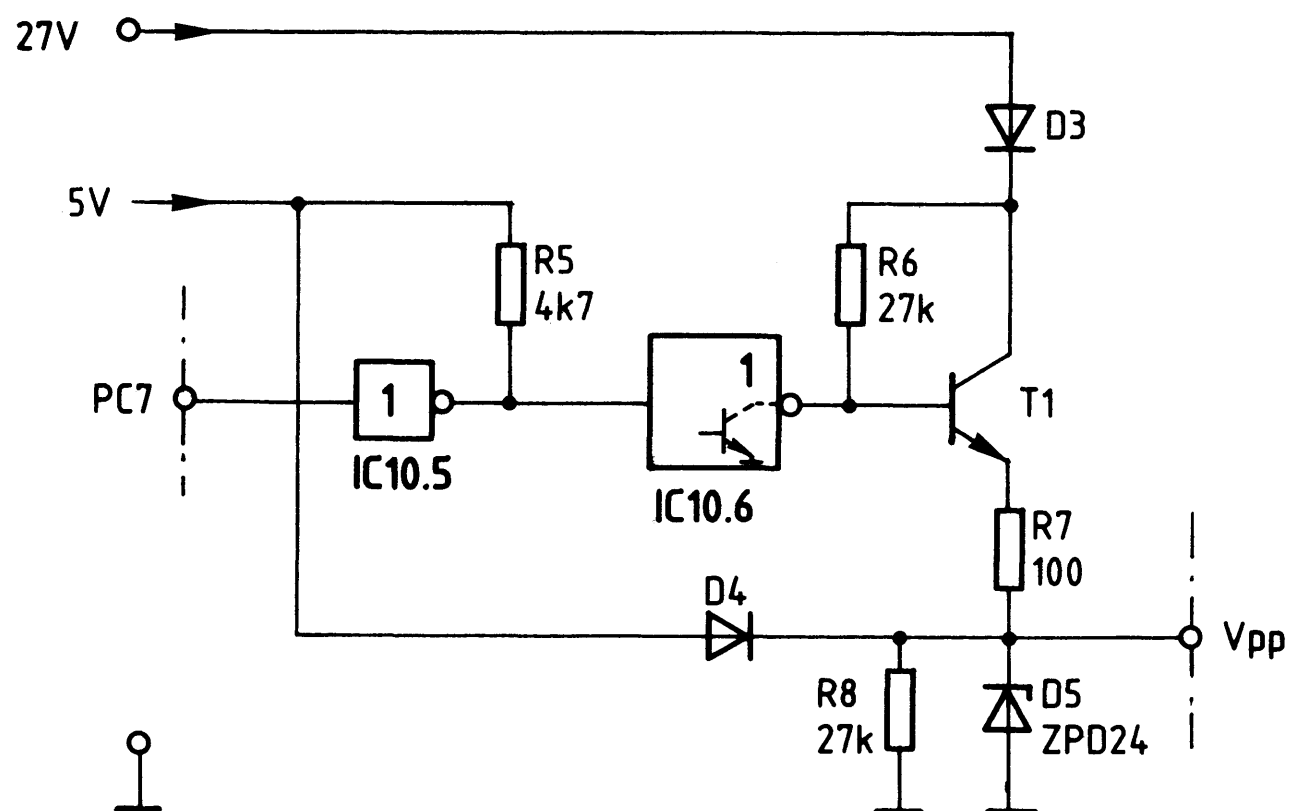 27V
D3
5V
R5
4k7
R6
27k
PC7
1
IC10.5
1
IC10.6
T1
R7
100
D4
Vpp
R8
27k
D5
ZPD24